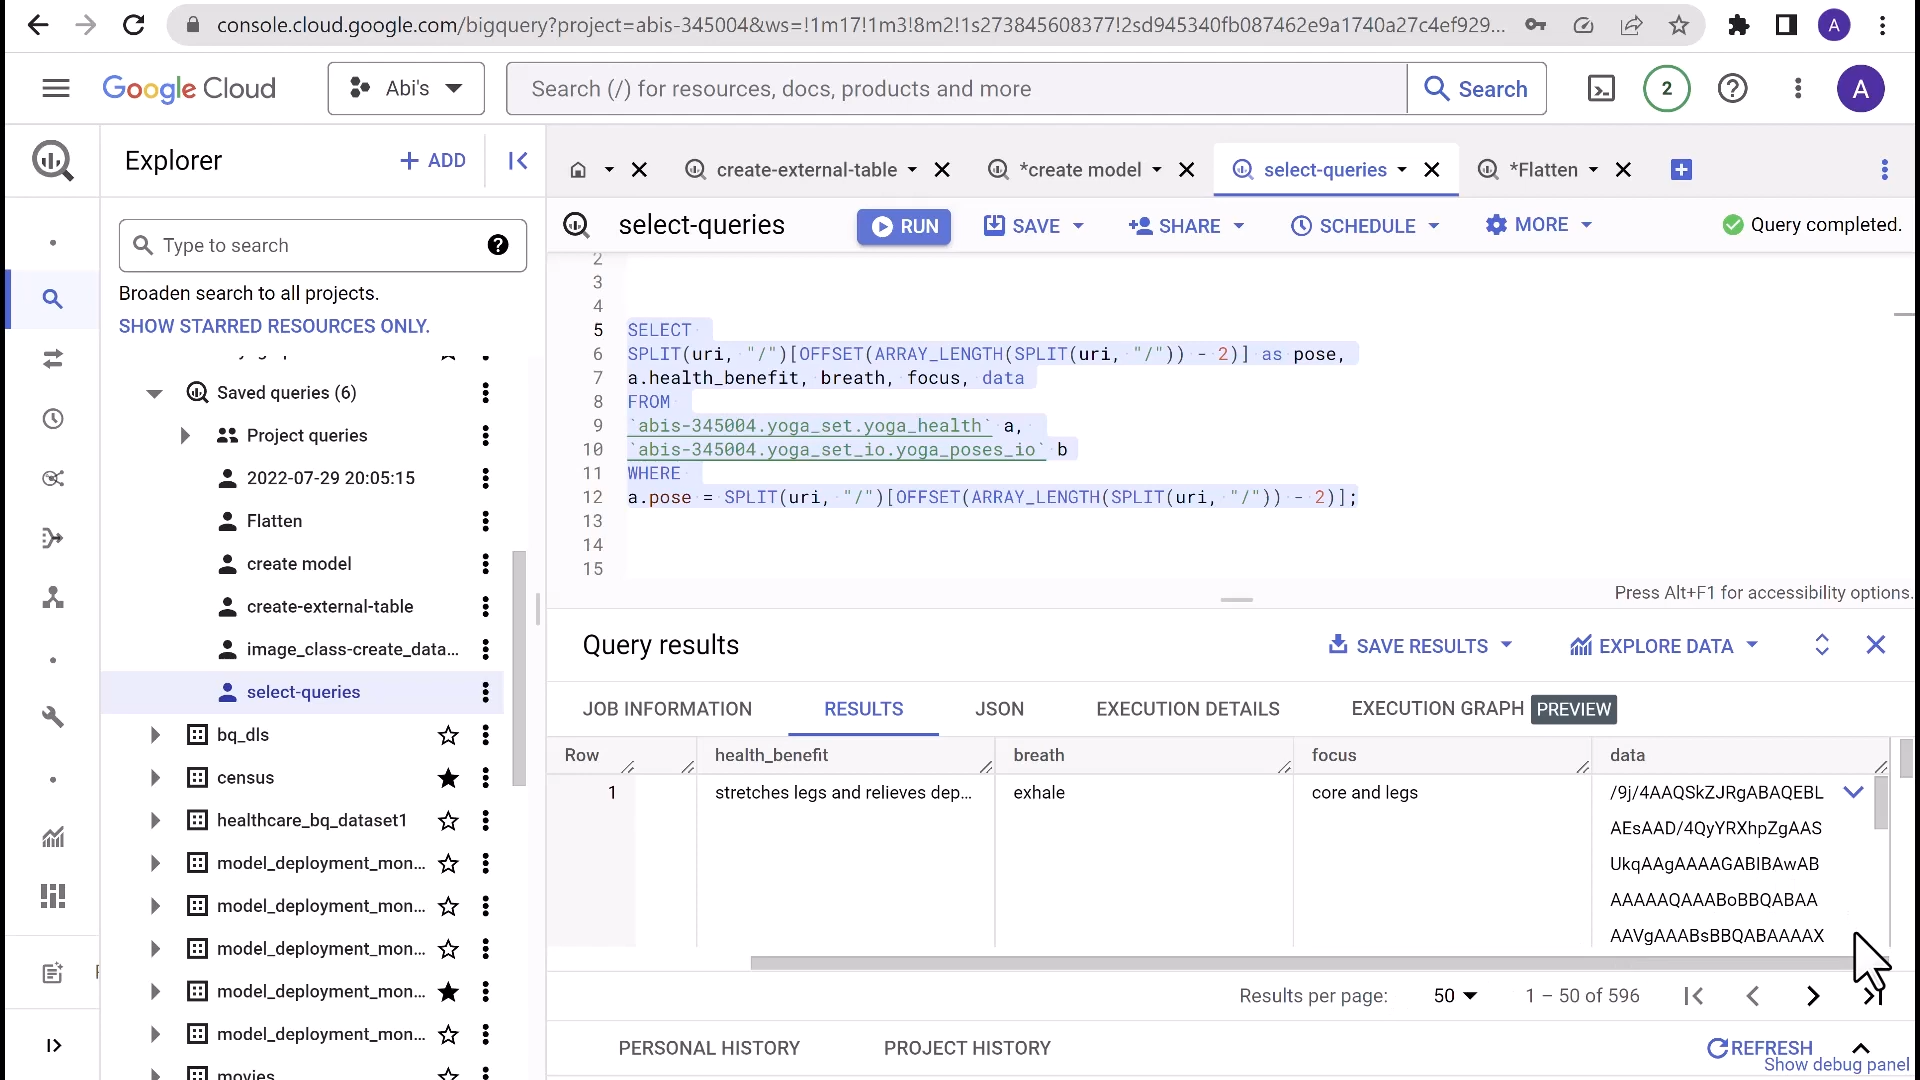 console.cloud.google.com/bigquery?project=abis-345004&ws=!1m17!1m3!8m2!1s273845608377!2sd945340fb087462e9a1740a27c4ef929...
A
Google Cloud
Abi's
Search (/) for resources, docs, products and more
Search
2
A
Explorer
+ ADD
create-external-table
*create model
select-queries
*Flatten
select-queries
RUN
SAVE
SHARE
SCHEDULE
MORE
Query completed.
Type to search
Broaden search to all projects.
SHOW STARRED RESOURCES ONLY.
Saved queries (6)
Project queries
2022-07-29 20:05:15
Flatten
create model
create-external-table
image_class-create_data...
select-queries
bq_dls
census
healthcare_bq_dataset1
model_deployment_mon...
model_deployment_mon...
model_deployment_mon...
model_deployment_mon...
model_deployment_mon...
movies
2
3
4
5 SELECT
6 SPLIT(uri, "/")[OFFSET(ARRAY_LENGTH(SPLIT(uri, "/")) - 2)] as pose,
7 a.health_benefit, breath, focus, data
8 FROM
9 `abis-345004.yoga_set.yoga_health` a,
10 `abis-345004.yoga_set_io.yoga_poses_io` b
11 WHERE
12 a.pose = SPLIT(uri, "/")[OFFSET(ARRAY_LENGTH(SPLIT(uri, "/")) - 2)];
13
14
15
Press Alt+F1 for accessibility options.
Query results
SAVE RESULTS
EXPLORE DATA
JOB INFORMATION
RESULTS
JSON
EXECUTION DETAILS
EXECUTION GRAPH PREVIEW
Row health_benefit breath focus data
1 stretches legs and relieves dep... exhale core and legs /9j/4AAQSkZJRgABAQEBL
AEsAAD/4QyYRXhpZgAAS
UkqAAgAAAAGABIBAwAB
AAAAAQAAABoBBQABAA
AAVgAAABsBBQABAAAAX
Results per page: 50 1 – 50 of 596
PERSONAL HISTORY
PROJECT HISTORY
REFRESH
Show debug panel